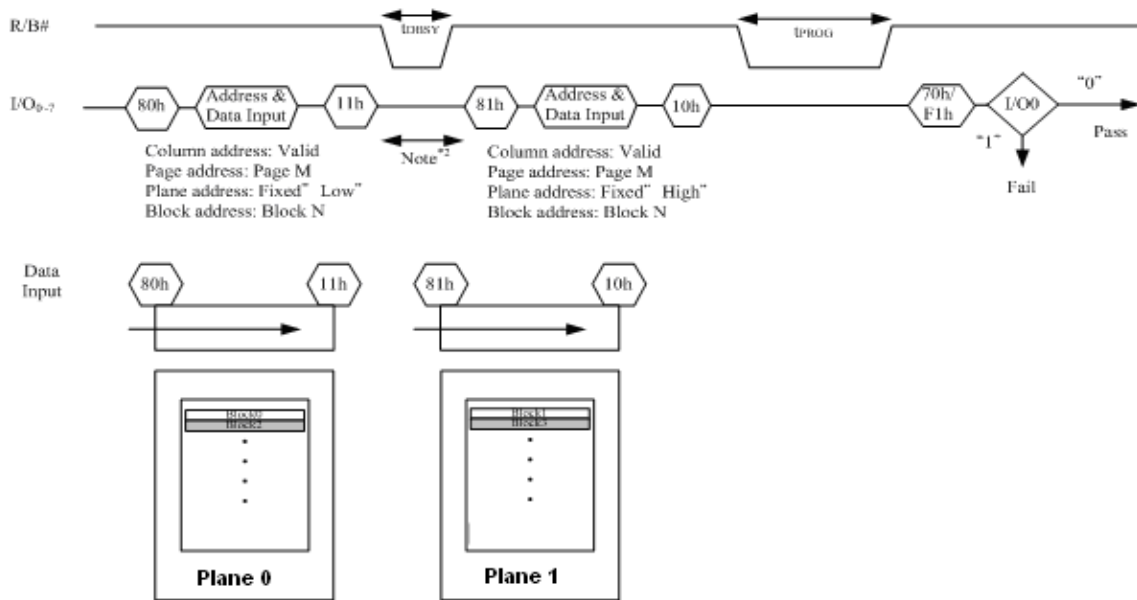 R/B#
tDBSY
tPROG
I/O0-7
80h
Address &
Data Input
11h
81h
Address &
Data Input
10h
70h/
F1h
I/O0
“0”
Pass
“1”
Fail
Note*2
Column address: Valid
Page address: Page M
Plane address: Fixed” Low”
Block address: Block N
Column address: Valid
Page address: Page M
Plane address: Fixed” High”
Block address: Block N
Data
Input
80h
11h
81h
10h
Block0
Block2
Block1
Block3
Plane 0
Plane 1